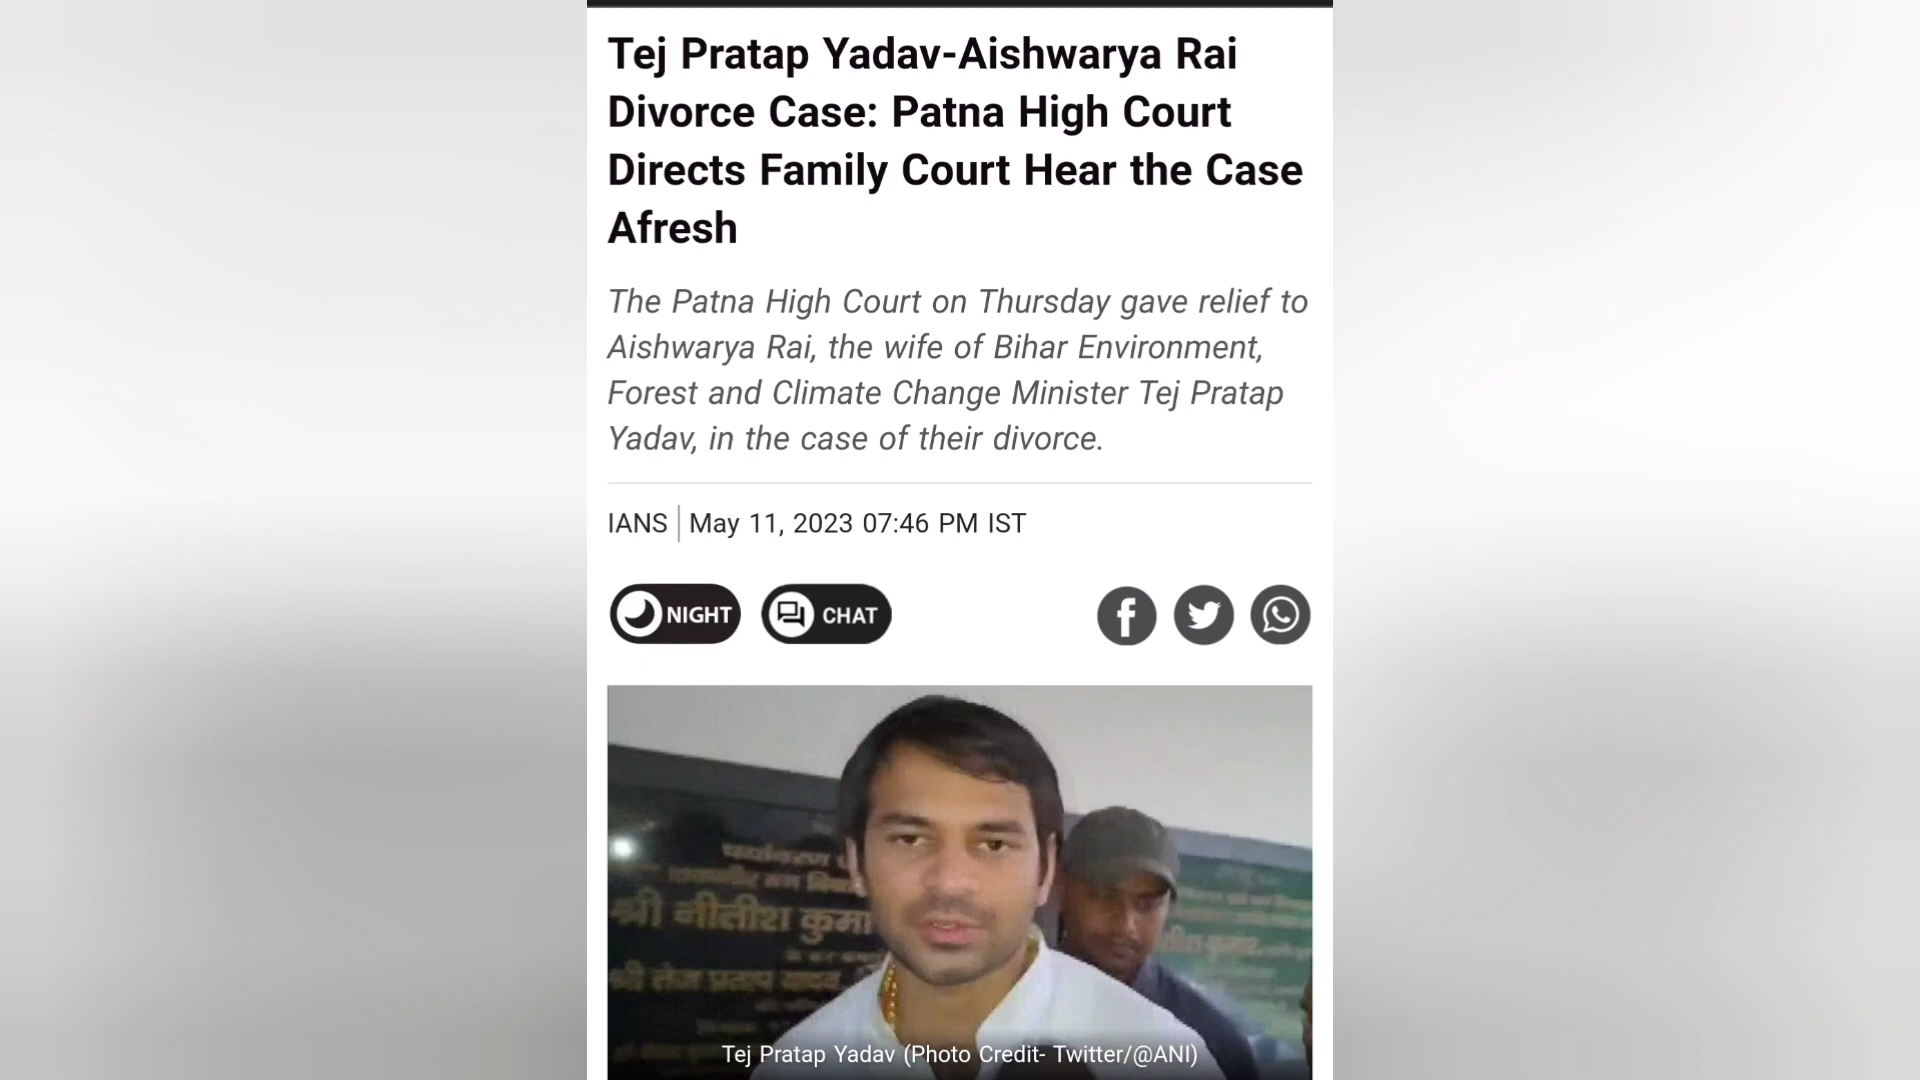 Tej Pratap Yadav-Aishwarya Rai
Divorce Case: Patna High Court
Directs Family Court Hear the Case
Afresh
The Patna High Court on Thursday gave relief to
Aishwarya Rai, the wife of Bihar Environment,
Forest and Climate Change Minister Tej Pratap
Yadav, in the case of their divorce.
IANS | May 11, 2023 07:46 PM IST
NIGHT CHAT
श्री नीतीश कुमा
श्री तेज प्रताप यादव
Tej Pratap Yadav (Photo Credit- Twitter/@ANI)